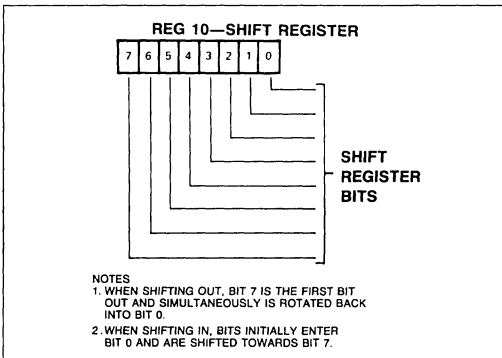 REG 10—SHIFT REGISTER
7 6 5 4 3 2 1 0
SHIFT
REGISTER
BITS
NOTES
1. WHEN SHIFTING OUT, BIT 7 IS THE FIRST BIT
OUT AND SIMULTANEOUSLY IS ROTATED BACK
INTO BIT 0.
2. WHEN SHIFTING IN, BITS INITIALLY ENTER
BIT 0 AND ARE SHIFTED TOWARDS BIT 7.